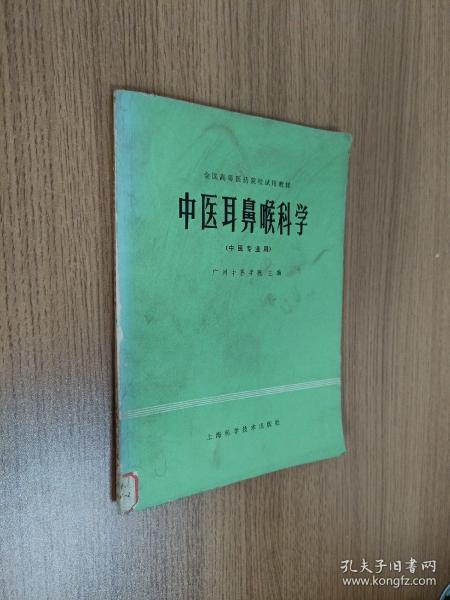 全国高等医药院校试用教材
中医耳鼻喉科学
(中医专业用)
广州中医学院主编
上海科学技术出版社
孔夫子旧书网
www.kongfz.com